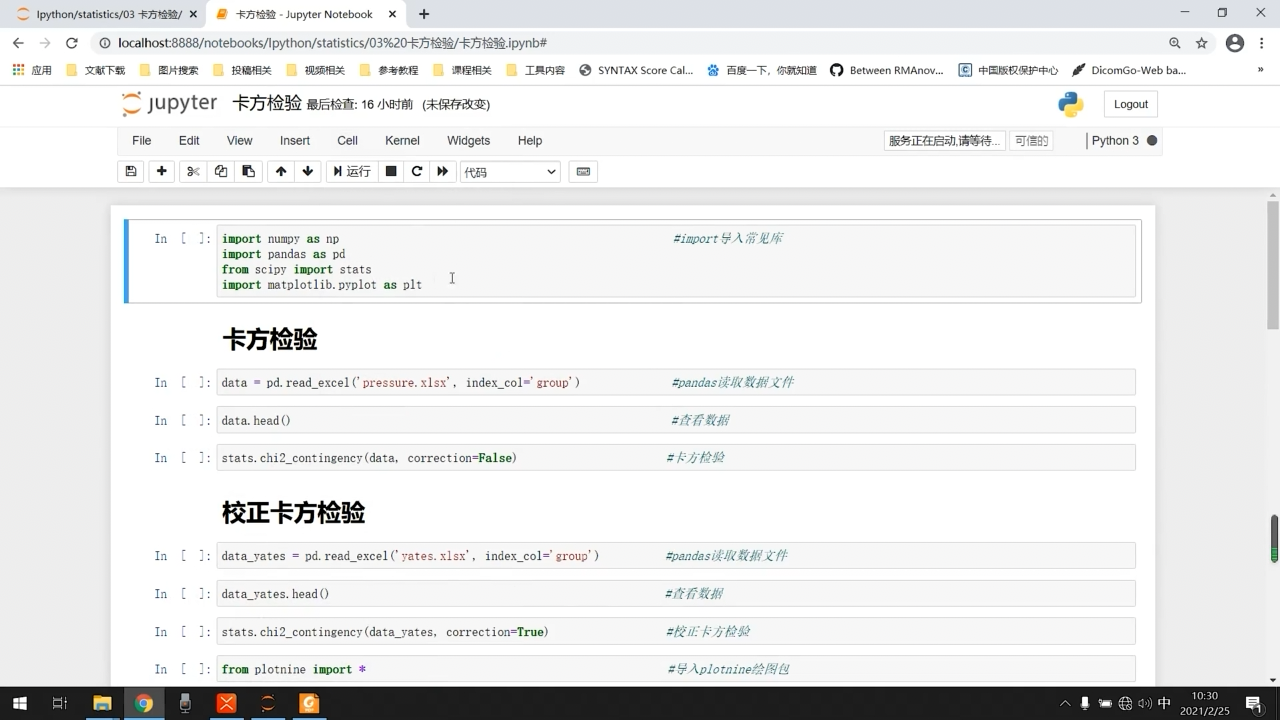 Ipython/statistics/03 卡方检验/
卡方检验 - Jupyter Notebook
localhost:8888/notebooks/Ipython/statistics/03%20卡方检验/卡方检验.ipynb#
应用 文献下载 图片搜索 投稿相关 视频相关 参考教程 课程相关 工具内容 SYNTAX Score Cal... 百度一下，你就知道 Between RMAnov... 中国版权保护中心 DicomGo-Web ba... »
jupyter 卡方检验 最后检查: 16 小时前 (未保存改变) Logout
File Edit View Insert Cell Kernel Widgets Help 服务正在启动,请等待... 可信的 Python 3
运行 代码
In [ ]: import numpy as np #import导入常见库
import pandas as pd
from scipy import stats
import matplotlib.pyplot as plt
卡方检验
In [ ]: data = pd.read_excel('pressure.xlsx', index_col='group') #pandas读取数据文件
In [ ]: data.head() #查看数据
In [ ]: stats.chi2_contingency(data, correction=False) #卡方检验
校正卡方检验
In [ ]: data_yates = pd.read_excel('yates.xlsx', index_col='group') #pandas读取数据文件
In [ ]: data_yates.head() #查看数据
In [ ]: stats.chi2_contingency(data_yates, correction=True) #校正卡方检验
In [ ]: from plotnine import * #导入plotnine绘图包
中 10:30
2021/2/25
1